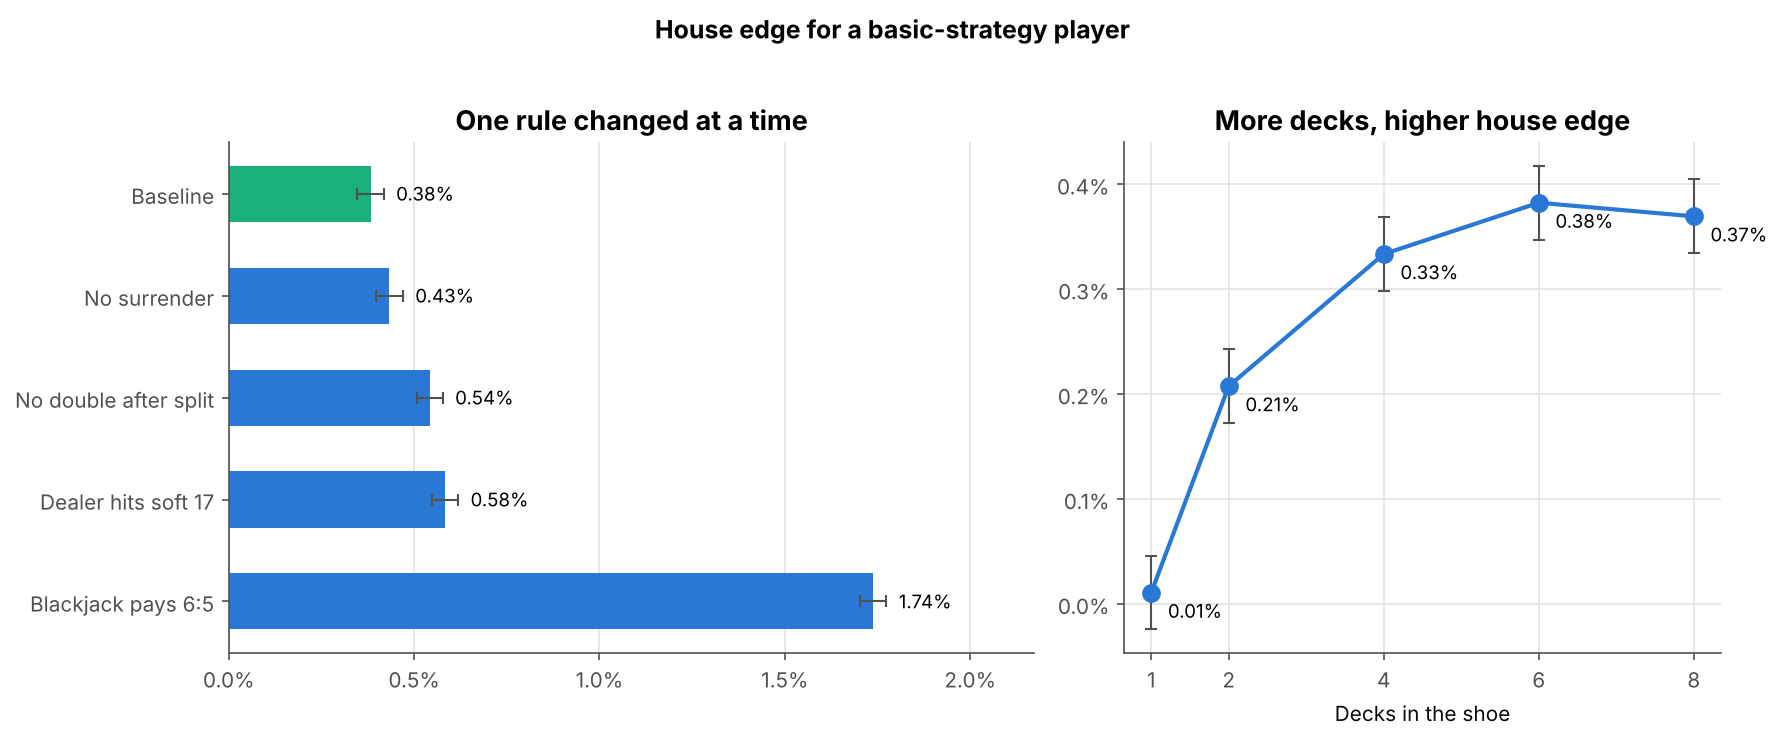 House edge for a basic-strategy player
One rule changed at a time
Baseline
0.38%
No surrender
0.43%
No double after split
0.54%
Dealer hits soft 17
0.58%
Blackjack pays 6:5
1.74%
0.0%
0.5%
1.0%
1.5%
2.0%
More decks, higher house edge
0.4%
0.3%
0.2%
0.1%
0.0%
0.01%
0.21%
0.33%
0.38%
0.37%
1
2
4
6
8
Decks in the shoe